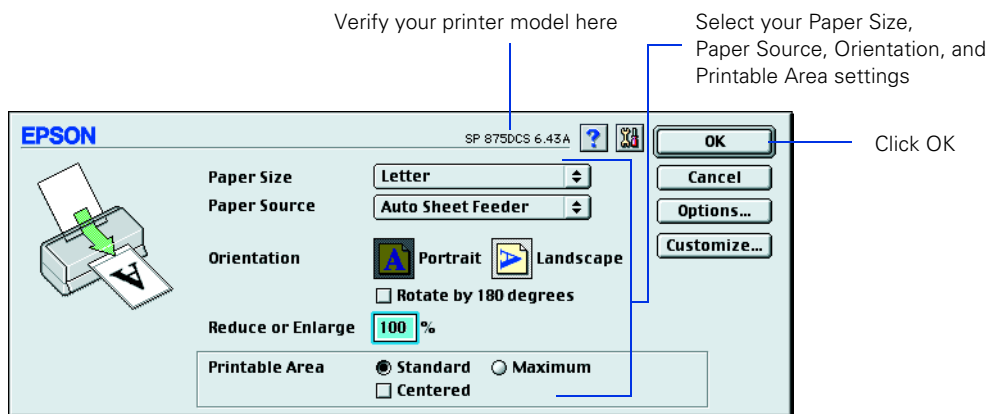 Verify your printer model here
Select your Paper Size,
Paper Source, Orientation, and
Printable Area settings
EPSON
SP 875DCS 6.43A
?
OK
Click OK
Paper Size
Letter
Cancel
Paper Source
Auto Sheet Feeder
Options...
Orientation
A
Portrait
A
Landscape
Customize...
A
Rotate by 180 degrees
Reduce or Enlarge
100 %
Printable Area
Standard
Maximum
Centered